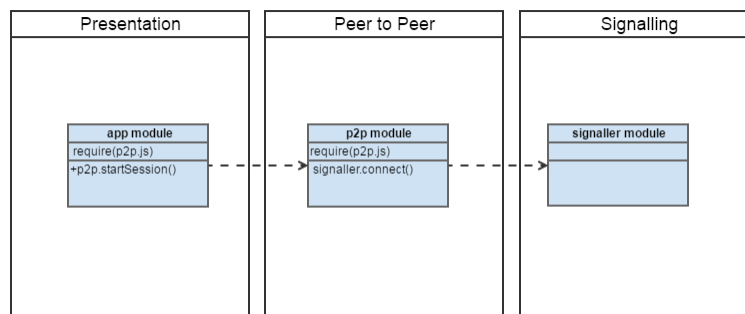 Presentation
Peer to Peer
Signalling
app module
require(p2p.js)
+p2p.startSession()
p2p module
require(p2p.js)
signaller.connect()
signaller module